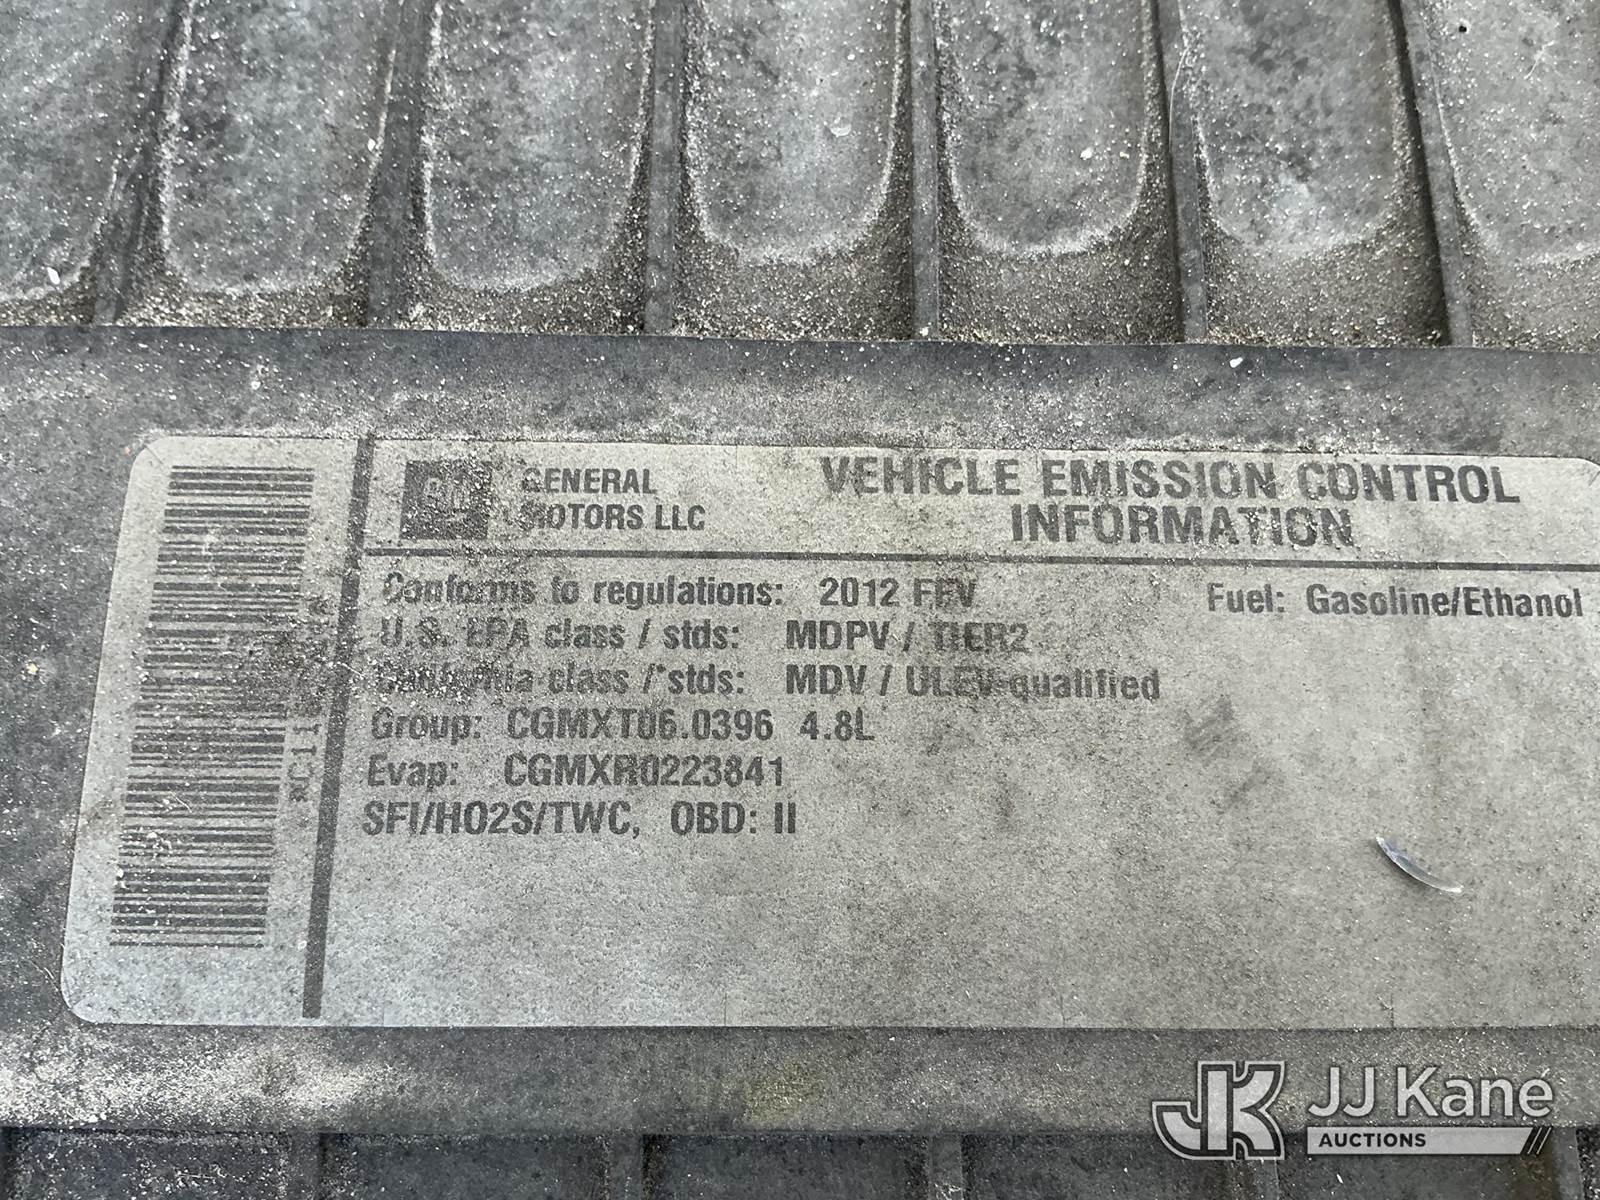 GM
GENERAL
MOTORS LLC
VEHICLE EMISSION CONTROL
INFORMATION
Conforms to regulations: 2012 FFV Fuel: Gasoline/Ethanol
U.S. EPA class / stds: MDPV / TIER2
California class / stds: MDV / ULEV qualified
Group: CGMXT06.0396 4.8L
Evap: CGMXR0223841
SFI/HO2S/TWC, OBD: II
JJ Kane
AUCTIONS